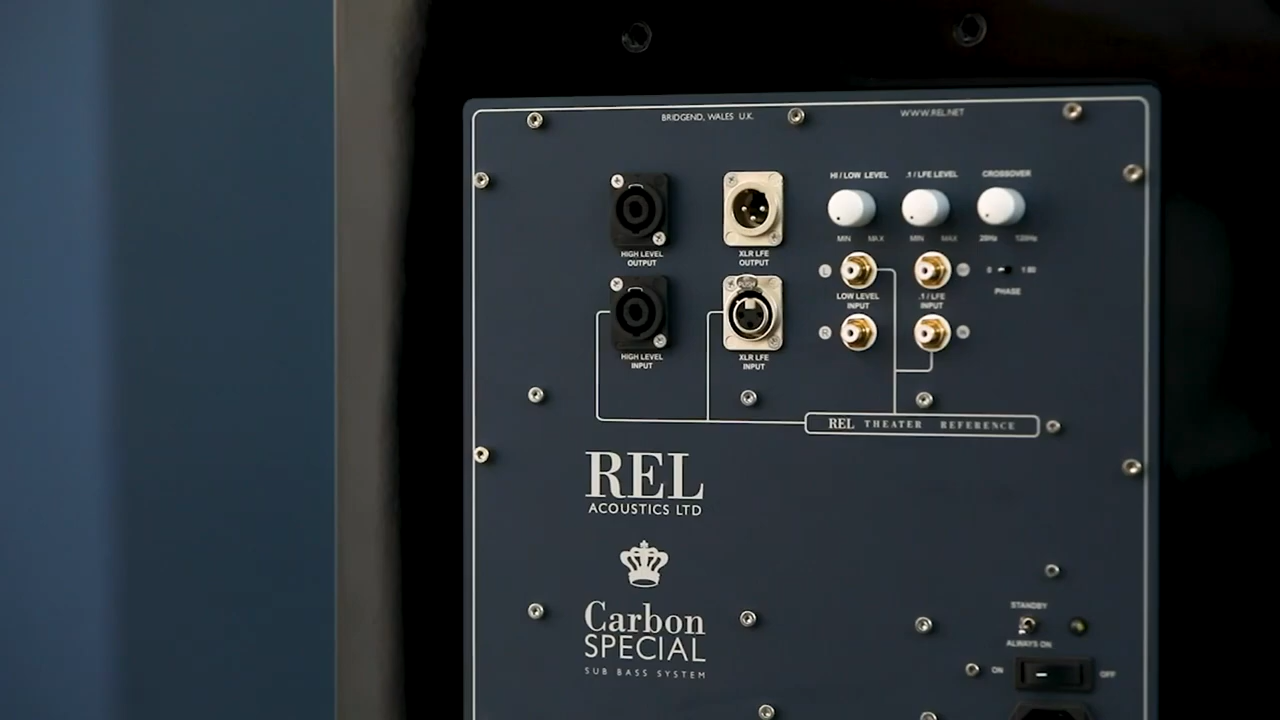 BRIDGEND, WALES U.K.
WWW.REL.NET
HI / LOW LEVEL
.1 / LFE LEVEL
CROSSOVER
MIN MAX
MIN MAX
20Hz 120Hz
HIGH LEVEL
OUTPUT
XLR LFE
OUTPUT
PUSH
L
0 180
PHASE
LOW LEVEL
INPUT
.1 / LFE
INPUT
R
HIGH LEVEL
INPUT
XLR LFE
INPUT
REL THEATER REFERENCE
REL
ACOUSTICS LTD
Carbon
SPECIAL
SUB BASS SYSTEM
STANDBY
ALWAYS ON
ON OFF